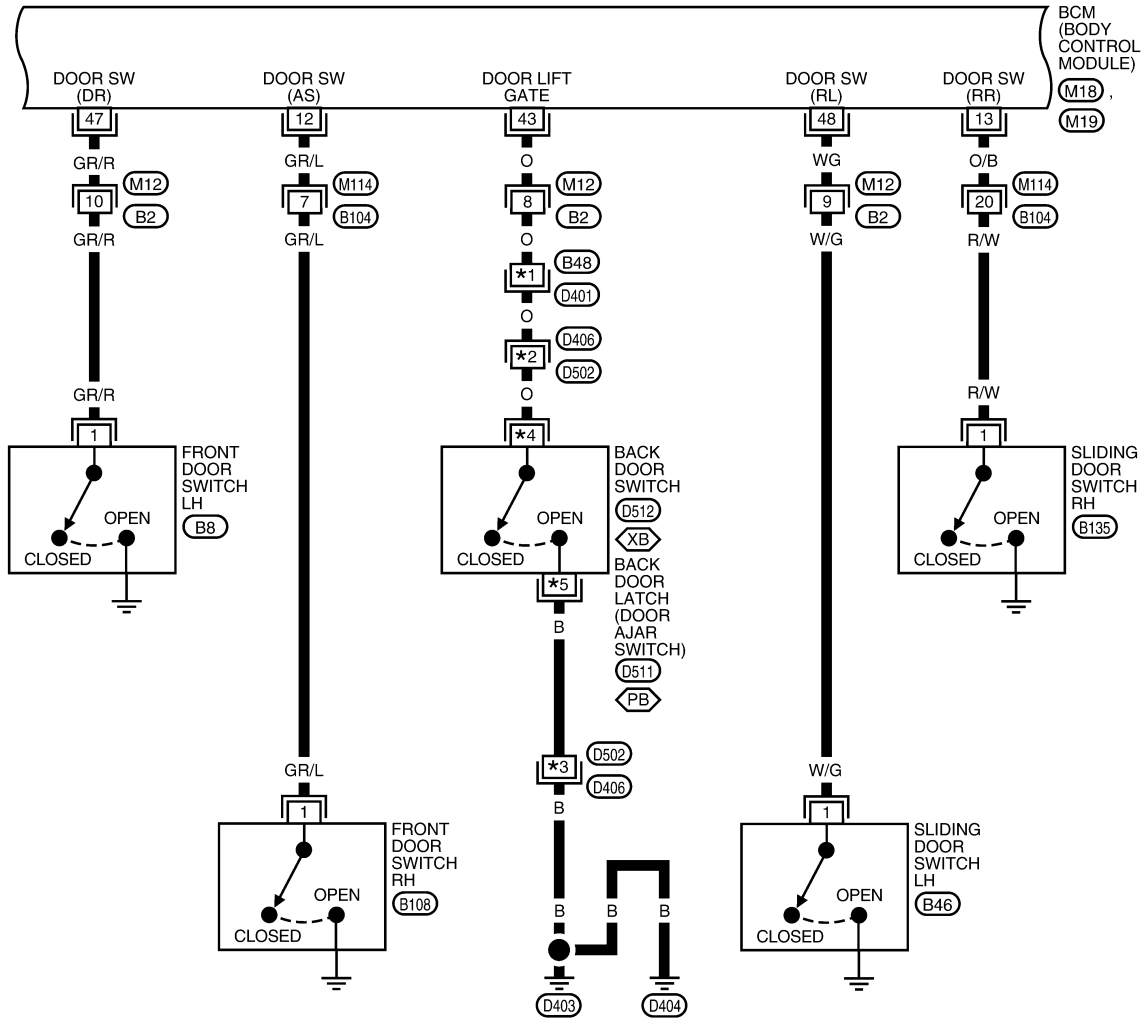 BCM
(BODY
CONTROL
MODULE)
M18 ,
M19
DOOR SW
(DR)
DOOR SW
(AS)
DOOR LIFT
GATE
DOOR SW
(RL)
DOOR SW
(RR)
47 12 43 48 13
GR/R GR/L O WG O/B
M12 M114 M12 M12 M114
10 7 8 9 20
B2 B104 B2 B2 B104
GR/R GR/L O W/G R/W
B48
*1
D401
O
D406
*2
D502
GR/R O R/W
1 *4 1
FRONT
DOOR
SWITCH
LH
B8
OPEN
CLOSED
BACK
DOOR
SWITCH
D512
XB
OPEN
CLOSED
BACK
DOOR
LATCH
(DOOR
AJAR
SWITCH)
D511
PB
SLIDING
DOOR
SWITCH
RH
B135
OPEN
CLOSED
*5
B
D502
*3
D406
B
GR/L W/G
1 1
FRONT
DOOR
SWITCH
RH
B108
OPEN
CLOSED
SLIDING
DOOR
SWITCH
LH
B46
OPEN
CLOSED
B B B
D403 D404